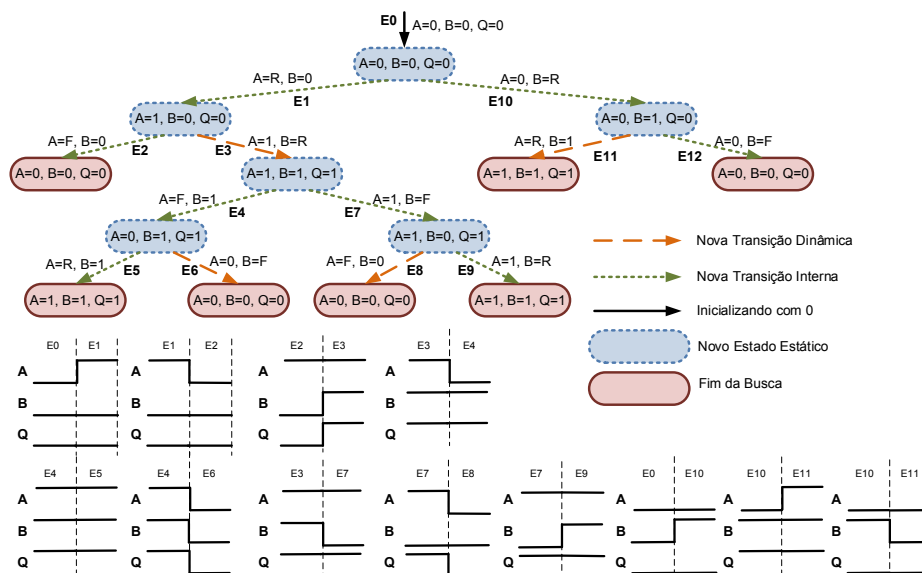 E0 A=0, B=0, Q=0
A=0, B=0, Q=0
A=R, B=0
E1
A=0, B=R
E10
A=1, B=0, Q=0
A=0, B=1, Q=0
A=F, B=0
E2
E3
A=1, B=R
A=R, B=1
E11
E12
A=0, B=F
A=0, B=0, Q=0
A=1, B=1, Q=1
A=1, B=1, Q=1
A=0, B=0, Q=0
A=F, B=1
E4
E7
A=1, B=F
A=0, B=1, Q=1
A=1, B=0, Q=1
A=R, B=1
E5
E6
A=0, B=F
A=F, B=0
E8
E9
A=1, B=R
A=1, B=1, Q=1
A=0, B=0, Q=0
A=0, B=0, Q=0
A=1, B=1, Q=1
Nova Transição Dinâmica
Nova Transição Interna
Inicializando com 0
Novo Estado Estático
Fim da Busca
E0 E1
A
B
Q
E1 E2
A
B
Q
E2 E3
A
B
Q
E3 E4
A
B
Q
E4 E5
A
B
Q
E4 E6
A
B
Q
E3 E7
A
B
Q
E7 E8
A
B
Q
E7 E9
A
B
Q
E0 E10
A
B
Q
E10 E11
A
B
Q
E10 E11
A
B
Q